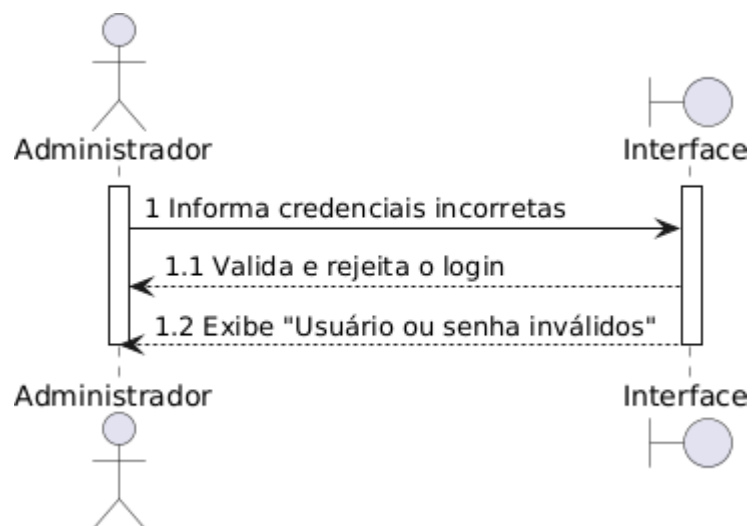 Administrador
Interface
1 Informa credenciais incorretas
1.1 Valida e rejeita o login
1.2 Exibe "Usuário ou senha inválidos"
Administrador
Interface